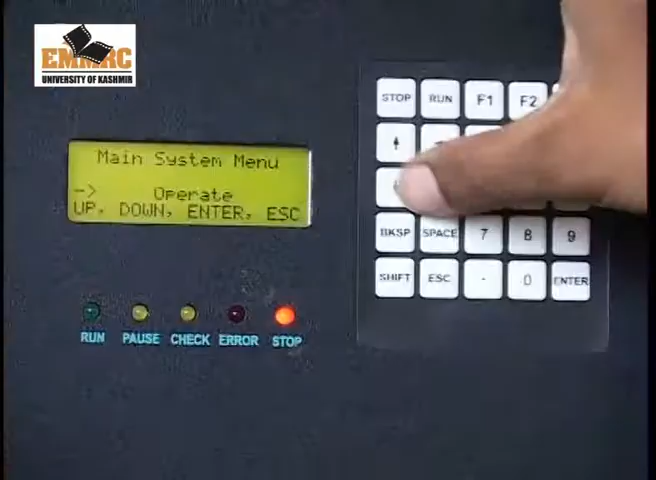 EMMRC
UNIVERSITY OF KASHMIR
Main System Menu
-> Operate
UP, DOWN, ENTER, ESC
STOP RUN F1 F2
BKSP SPACE 7 8 9
SHIFT ESC - 0 ENTER
RUN PAUSE CHECK ERROR STOP